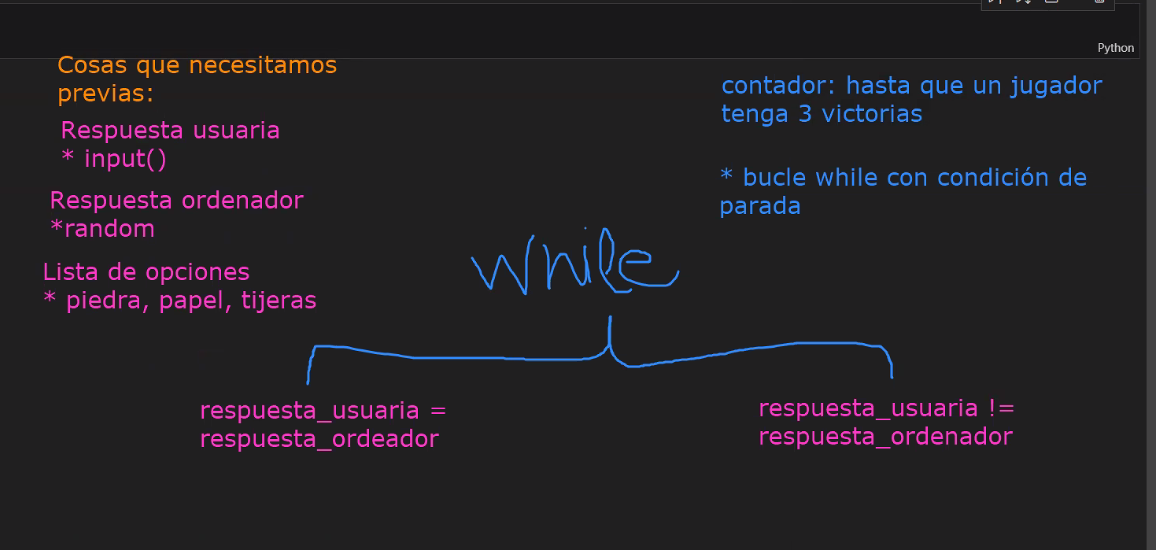 Python
Cosas que necesitamos
previas:
Respuesta usuaria
* input()
Respuesta ordenador
*random
Lista de opciones
* piedra, papel, tijeras
contador: hasta que un jugador
tenga 3 victorias
* bucle while con condición de
parada
while
respuesta_usuaria =
respuesta_ordeador
respuesta_usuaria !=
respuesta_ordenador